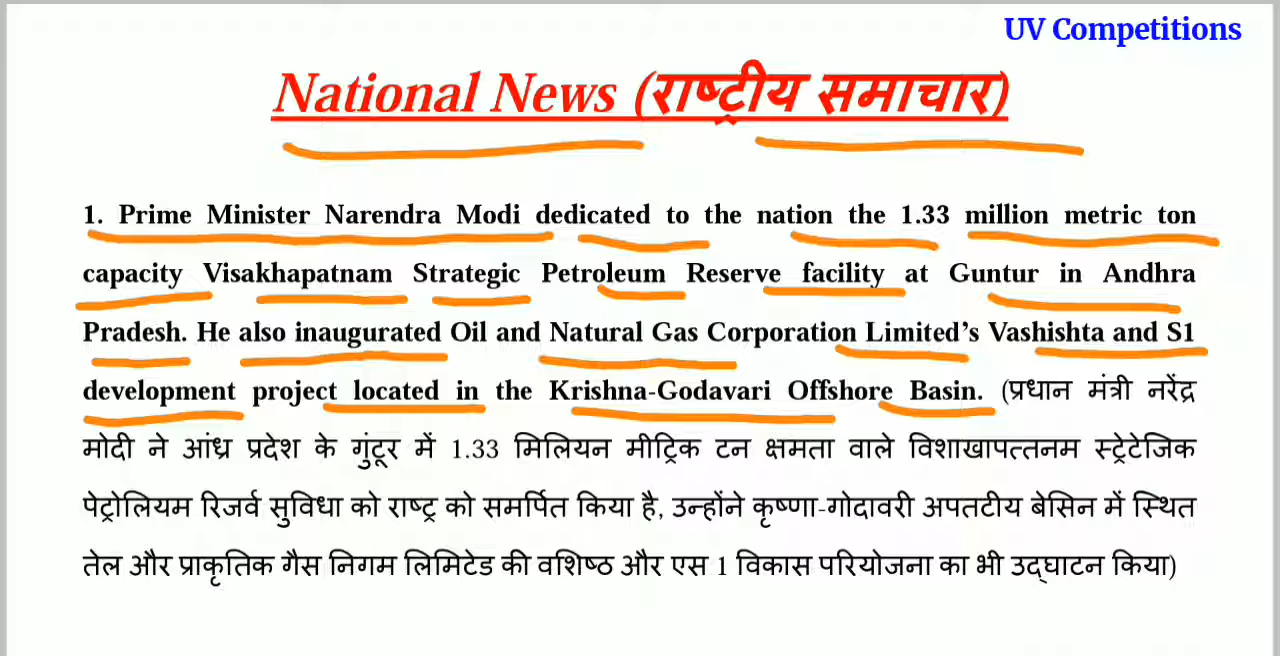 UV Competitions
National News (राष्ट्रीय समाचार)
1. Prime Minister Narendra Modi dedicated to the nation the 1.33 million metric ton
capacity Visakhapatnam Strategic Petroleum Reserve facility at Guntur in Andhra
Pradesh. He also inaugurated Oil and Natural Gas Corporation Limited’s Vashishta and S1
development project located in the Krishna-Godavari Offshore Basin. (प्रधान मंत्री नरेंद्र
मोदी ने आंध्र प्रदेश के गुंटूर में 1.33 मिलियन मीट्रिक टन क्षमता वाले विशाखापत्तनम स्ट्रेटेजिक
पेट्रोलियम रिजर्व सुविधा को राष्ट्र को समर्पित किया है, उन्होंने कृष्णा-गोदावरी अपतटीय बेसिन में स्थित
तेल और प्राकृतिक गैस निगम लिमिटेड की वशिष्ठ और एस 1 विकास परियोजना का भी उद्घाटन किया)